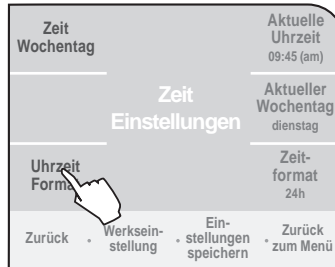 Zeit
Wochentag
Aktuelle
Uhrzeit
09:45 (am)
Zeit
Einstellungen
Aktueller
Wochentag
dienstag
Uhrzeit
Format
Zeit-
format
24h
Zurück
Werksein-
stellung
Ein-
stellungen
speichern
Zurück
zum Menü